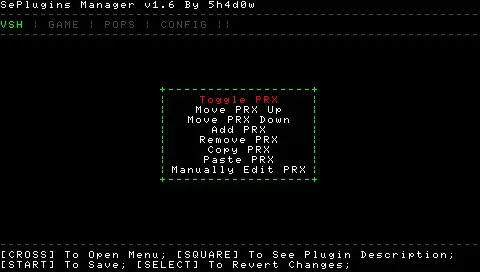 SePlugins Manager v1.6 By 5h4d0w
VSH | GAME | POPS | CONFIG ||
Toggle PRX
Move PRX Up
Move PRX Down
Add PRX
Remove PRX
Copy PRX
Paste PRX
Manually Edit PRX
[CROSS] To Open Menu; [SQUARE] To See Plugin Description;
[START] To Save; [SELECT] To Revert Changes;